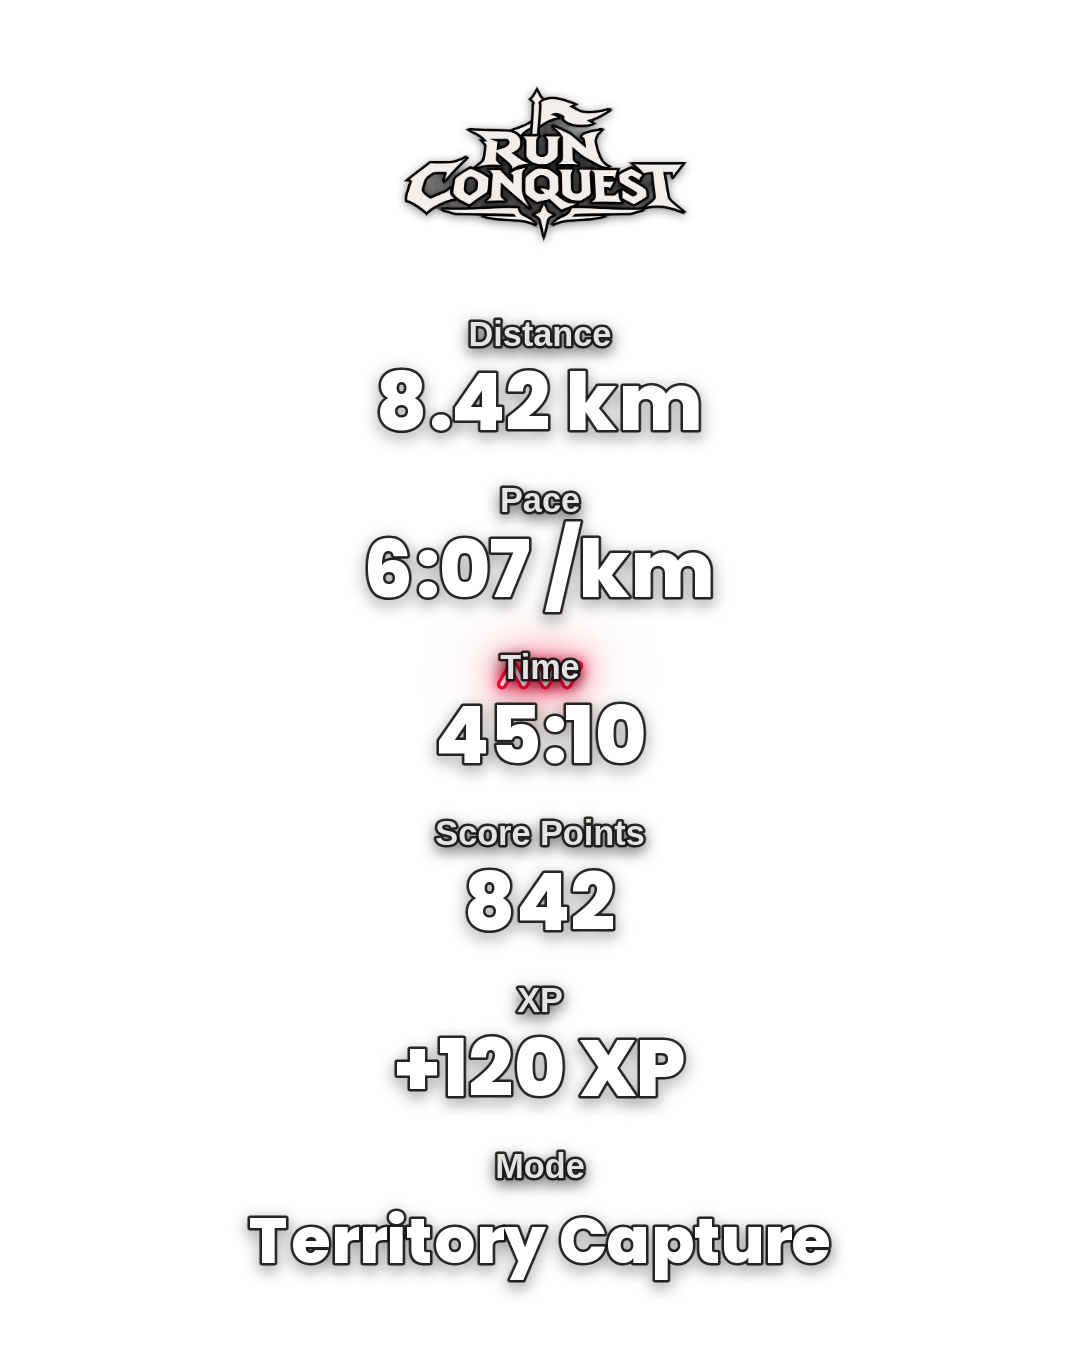 RUN
CONQUEST
Distance
8.42 km
Pace
6:07 /km
Time
45:10
Score Points
842
XP
+120 XP
Mode
Territory Capture